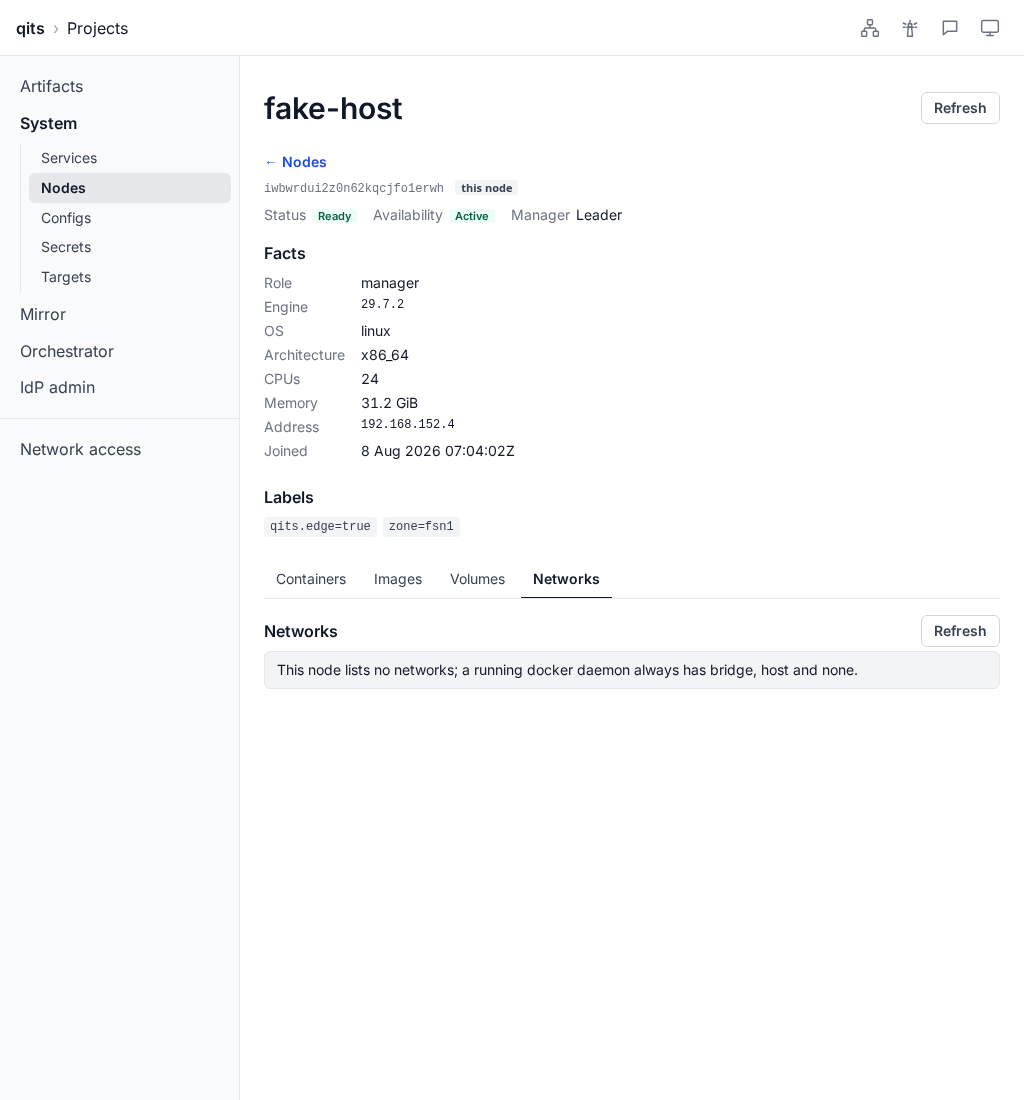 qits › Projects
Artifacts
System
Services
Nodes
Configs
Secrets
Targets
Mirror
Orchestrator
IdP admin
Network access
fake-host
Refresh
← Nodes
iwbwrdui2z0n62kqcjfo1erwh this node
Status Ready Availability Active Manager Leader
Facts
Role manager
Engine 29.7.2
OS linux
Architecture x86_64
CPUs 24
Memory 31.2 GiB
Address 192.168.152.4
Joined 8 Aug 2026 07:04:02Z
Labels
qits.edge=true zone=fsn1
Containers Images Volumes Networks
Networks
Refresh
This node lists no networks; a running docker daemon always has bridge, host and none.